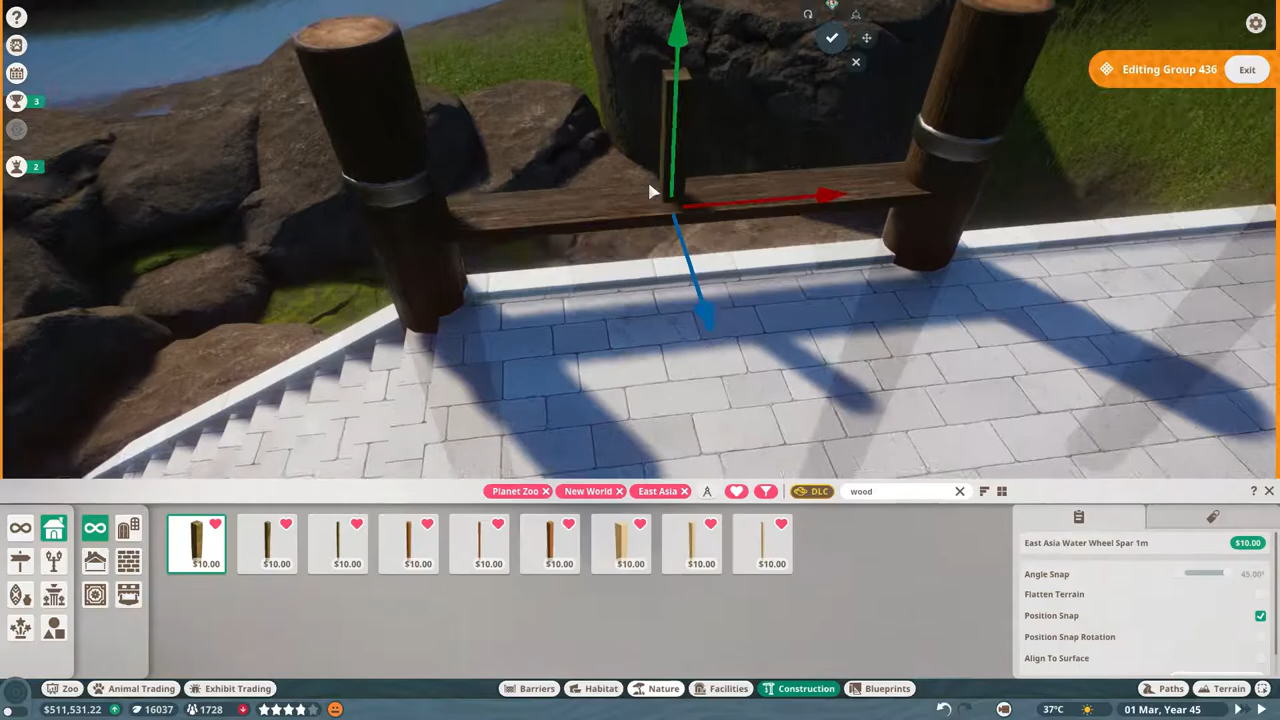 ?
Editing Group 436
Exit
3
2
Planet Zoo ×
New World ×
East Asia ×
DLC
wood
?
$10.00
$10.00
$10.00
$10.00
$10.00
$10.00
$10.00
$10.00
$10.00
East Asia Water Wheel Spar 1m
$10.00
Angle Snap
45.00°
Flatten Terrain
Position Snap
Position Snap Rotation
Align To Surface
Zoo
Animal Trading
Exhibit Trading
Barriers
Habitat
Nature
Facilities
Construction
Blueprints
Paths
Terrain
$511,531.22
16037
1728
37°C
01 Mar, Year 45